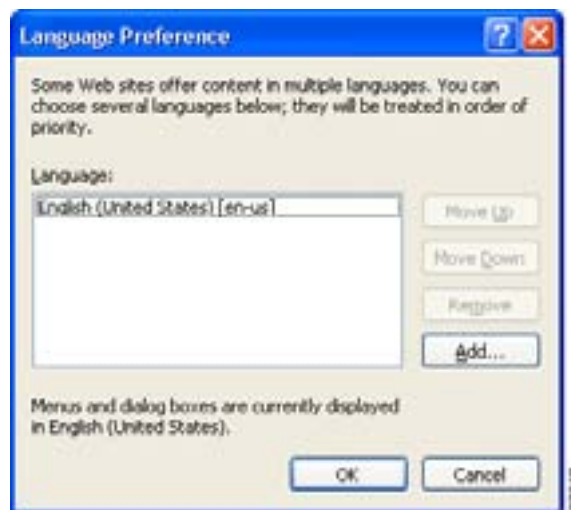 Language Preference
Some Web sites offer content in multiple languages. You can
choose several languages below; they will be treated in order of
priority.
Language:
English (United States) [en-us]
Move Up
Move Down
Remove
Add...
Menus and dialog boxes are currently displayed
in English (United States).
OK
Cancel